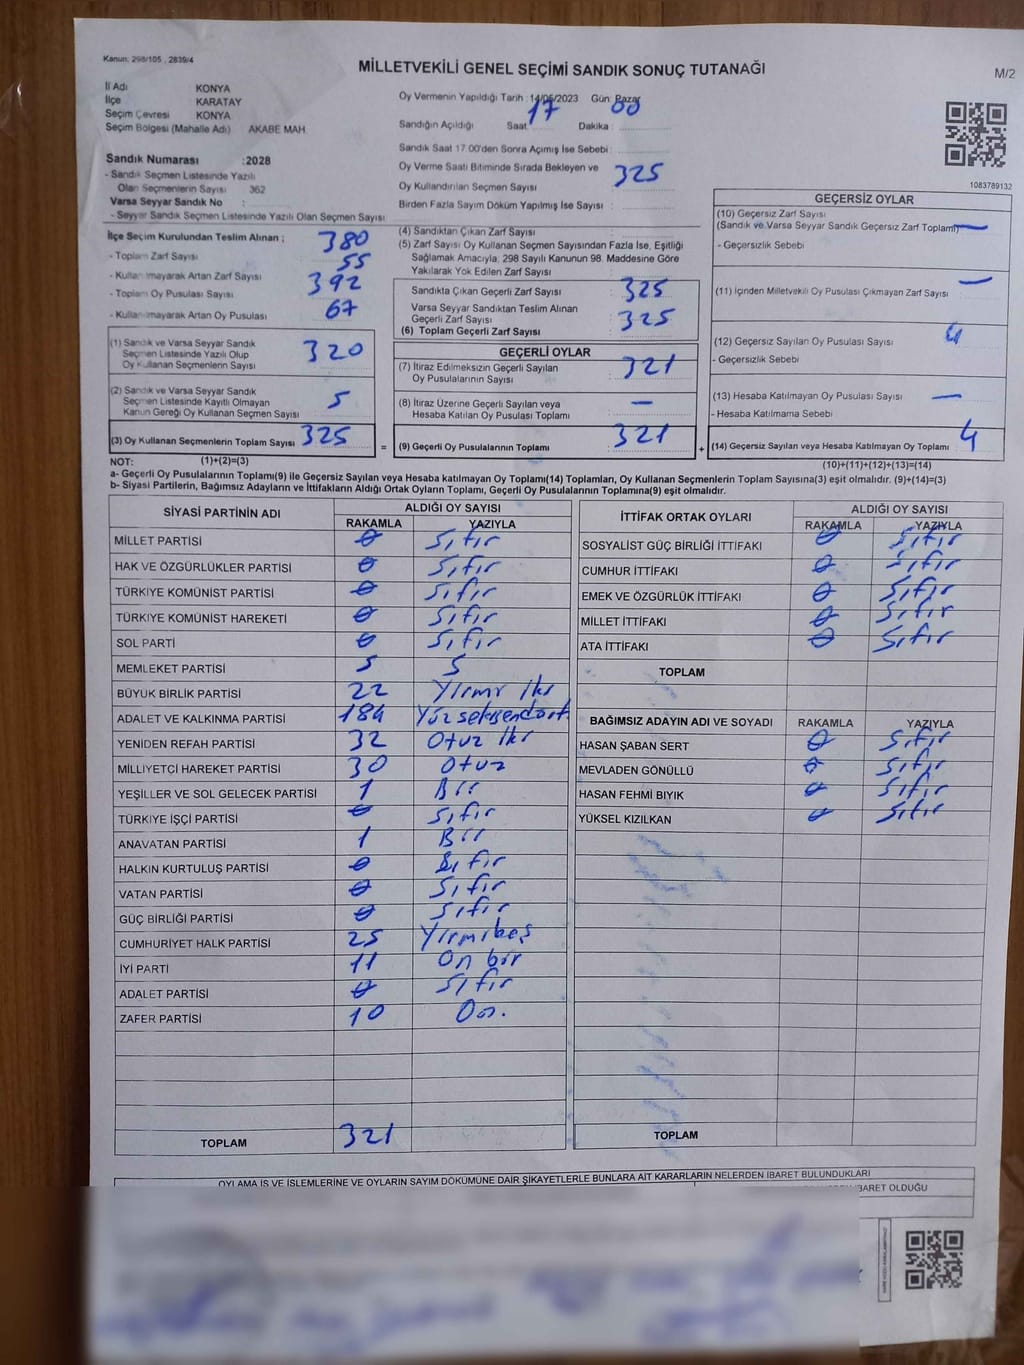 Kanun: 298/105 , 2839/4
MİLLETVEKİLİ GENEL SEÇİMİ SANDIK SONUÇ TUTANAĞI
M/2
İl Adı KONYA
İlçe KARATAY
Seçim Çevresi KONYA
Seçim Bölgesi (Mahalle Adı) AKABE MAH.
Oy Vermenin Yapıldığı Tarih : 14/05/2023 Gün: Pazar
Sandığın Açıldığı Saat 17 Dakika : 00
Sandık Saat 17.00'den Sonra Açımış İse Sebebi :
Sandık Numarası :2028
- Sandık Seçmen Listesinde Yazılı
Olan Seçmenlerin Sayısı 362
Varsa Seyyar Sandık No :
- Seyyar Sandık Seçmen Listesinde Yazılı Olan Seçmen Sayısı
Oy Verme Saati Bitiminde Sırada Bekleyen ve
Oy Kullandırılan Seçmen Sayısı 325
Birden Fazla Sayım Döküm Yapılmış İse Sayısı :
1083789132
İlçe Seçim Kurulundan Teslim Alınan ;
- Toplam Zarf Sayısı 380
- Kullanılmayarak Artan Zarf Sayısı 55
- Toplam Oy Pusulası Sayısı 392
- Kullanılmayarak Artan Oy Pusulası 67
(4) Sandıktan Çıkan Zarf Sayısı
(5) Zarf Sayısı Oy Kullanan Seçmen Sayısından Fazla İse, Eşitliği
Sağlamak Amacıyla; 298 Sayılı Kanunun 98. Maddesine Göre
Yakılarak Yok Edilen Zarf Sayısı
Sandıkta Çıkan Geçerli Zarf Sayısı 325
Varsa Seyyar Sandıktan Teslim Alınan
Geçerli Zarf Sayısı
(6) Toplam Geçerli Zarf Sayısı 325
GEÇERSİZ OYLAR
(10) Geçersiz Zarf Sayısı
(Sandık ve Varsa Seyyar Sandık Geçersiz Zarf Toplamı) —
- Geçersizlik Sebebi
(11) İçinden Milletvekili Oy Pusulası Çıkmayan Zarf Sayısı —
(12) Geçersiz Sayılan Oy Pusulası Sayısı 4
- Geçersizlik Sebebi
(13) Hesaba Katılmayan Oy Pusulası Sayısı —
- Hesaba Katılmama Sebebi
(14) Geçersiz Sayılan veya Hesaba Katılmayan Oy Toplamı 4
(1) Sandık ve Varsa Seyyar Sandık
Seçmen Listesinde Yazılı Olup
Oy Kullanan Seçmenlerin Sayısı 320
(2) Sandık ve Varsa Seyyar Sandık
Seçmen Listesinde Kayıtlı Olmayan
Kanun Gereği Oy Kullanan Seçmen Sayısı 5
(3) Oy Kullanan Seçmenlerin Toplam Sayısı 325
=
GEÇERLİ OYLAR
(7) İtiraz Edilmeksizin Geçerli Sayılan
Oy Pusulalarının Sayısı 321
(8) İtiraz Üzerine Geçerli Sayılan veya
Hesaba Katılan Oy Pusulası Toplamı —
(9) Geçerli Oy Pusulalarının Toplamı 321
+
NOT: (1)+(2)=(3)
(10)+(11)+(12)+(13)=(14)
a- Geçerli Oy Pusulalarının Toplamı(9) ile Geçersiz Sayılan veya Hesaba katılmayan Oy Toplamı(14) Toplamları, Oy Kullanan Seçmenlerin Toplam Sayısına(3) eşit olmalıdır. (9)+(14)=(3)
b- Siyasi Partilerin, Bağımsız Adayların ve İttifakların Aldığı Ortak Oyların Toplamı, Geçerli Oy Pusulalarının Toplamına(9) eşit olmalıdır.
SİYASİ PARTİNİN ADI ALDIĞI OY SAYISI
RAKAMLA YAZIYLA
MİLLET PARTİSİ 0 Sıfır
HAK VE ÖZGÜRLÜKLER PARTİSİ 0 Sıfır
TÜRKİYE KOMÜNİST PARTİSİ 0 Sıfır
TÜRKİYE KOMÜNİST HAREKETİ 0 Sıfır
SOL PARTİ 0 Sıfır
MEMLEKET PARTİSİ 5 5
BÜYÜK BİRLİK PARTİSİ 22 Yirmi İki
ADALET VE KALKINMA PARTİSİ 184 Yüzseksendört
YENİDEN REFAH PARTİSİ 32 Otuz İki
MİLLİYETÇİ HAREKET PARTİSİ 30 Otuz
YEŞİLLER VE SOL GELECEK PARTİSİ 1 Bir
TÜRKİYE İŞÇİ PARTİSİ 0 Sıfır
ANAVATAN PARTİSİ 1 Bir
HALKIN KURTULUŞ PARTİSİ 0 Sıfır
VATAN PARTİSİ 0 Sıfır
GÜÇ BİRLİĞİ PARTİSİ 0 Sıfır
CUMHURİYET HALK PARTİSİ 25 Yirmibeş
İYİ PARTİ 11 On bir
ADALET PARTİSİ 0 Sıfır
ZAFER PARTİSİ 10 On.
TOPLAM 321
İTTİFAK ORTAK OYLARI ALDIĞI OY SAYISI
RAKAMLA YAZIYLA
SOSYALİST GÜÇ BİRLİĞİ İTTİFAKI 0 Sıfır
CUMHUR İTTİFAKI 0 Sıfır
EMEK VE ÖZGÜRLÜK İTTİFAKI 0 Sıfır
MİLLET İTTİFAKI 0 Sıfır
ATA İTTİFAKI 0 Sıfır
TOPLAM
BAĞIMSIZ ADAYIN ADI VE SOYADI RAKAMLA YAZIYLA
HASAN ŞABAN SERT 0 Sıfır
MEVLADEN GÖNÜLLÜ 0 Sıfır
HASAN FEHMİ BIYIK 0 Sıfır
YÜKSEL KIZILKAN 0 Sıfır
TOPLAM
OYLAMA İŞ VE İŞLEMLERİNE VE OYLARIN SAYIM DÖKÜMÜNE DAİR ŞİKAYETLERLE BUNLARA AİT KARARLARIN NELERDEN İBARET BULUNDUKLARI
İBARET OLDUĞU